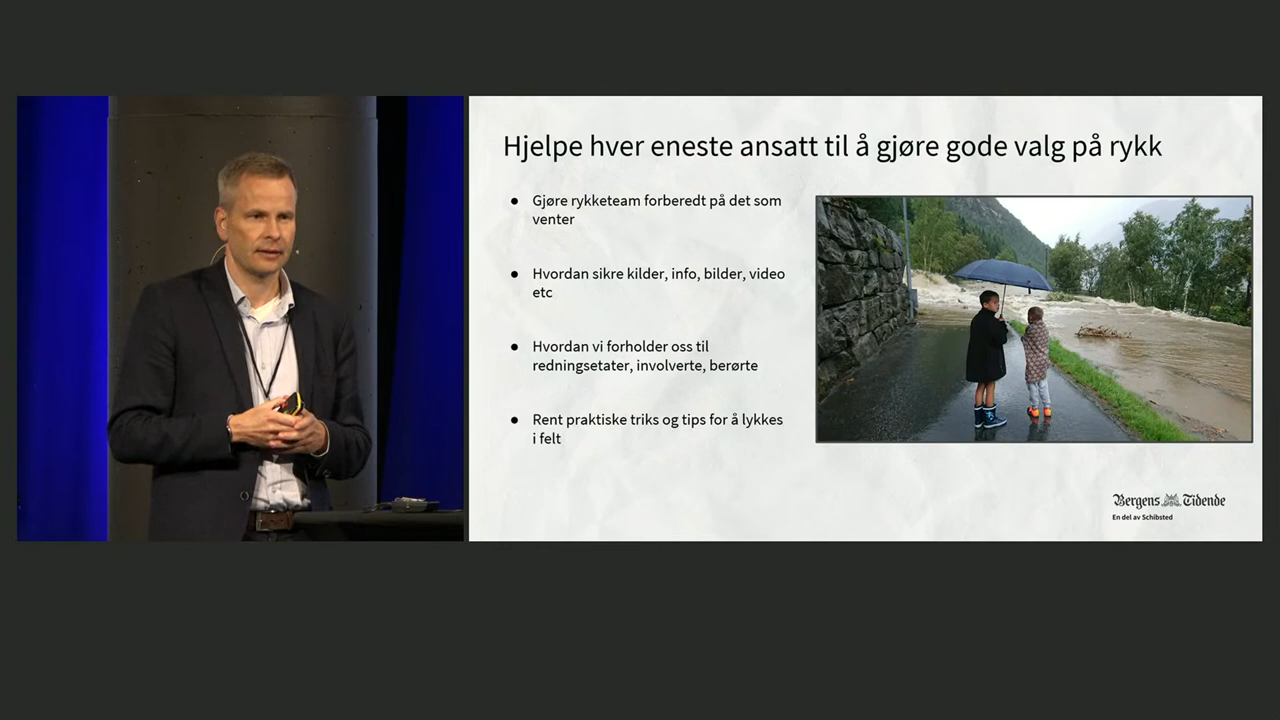 Hjelpe hver eneste ansatt til å gjøre gode valg på rykk
● Gjøre rykketeam forberedt på det som
venter
● Hvordan sikre kilder, info, bilder, video
etc
● Hvordan vi forholder oss til
redningsetater, involverte, berørte
● Rent praktiske triks og tips for å lykkes
i felt
Bergens Tidende
En del av Schibsted